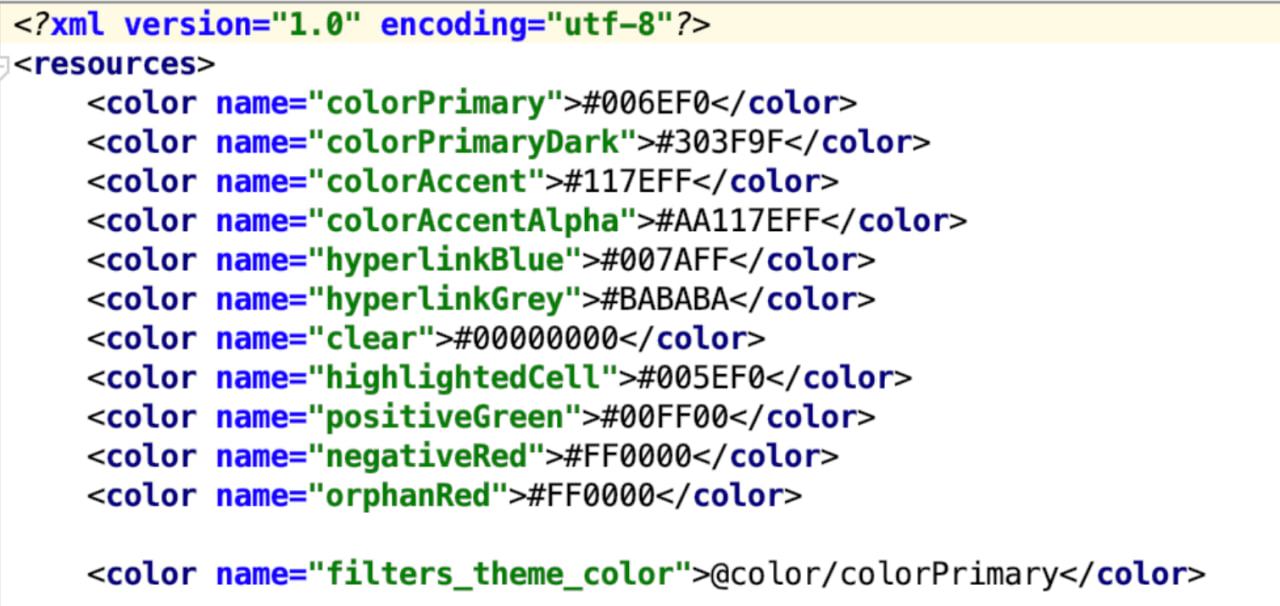 <?xml version="1.0" encoding="utf-8"?>
<resources>
    <color name="colorPrimary">#006EF0</color>
    <color name="colorPrimaryDark">#303F9F</color>
    <color name="colorAccent">#117EFF</color>
    <color name="colorAccentAlpha">#AA117EFF</color>
    <color name="hyperlinkBlue">#007AFF</color>
    <color name="hyperlinkGrey">#BABABA</color>
    <color name="clear">#00000000</color>
    <color name="highlightedCell">#005EF0</color>
    <color name="positiveGreen">#00FF00</color>
    <color name="negativeRed">#FF0000</color>
    <color name="orphanRed">#FF0000</color>

    <color name="filters_theme_color">@color/colorPrimary</color>